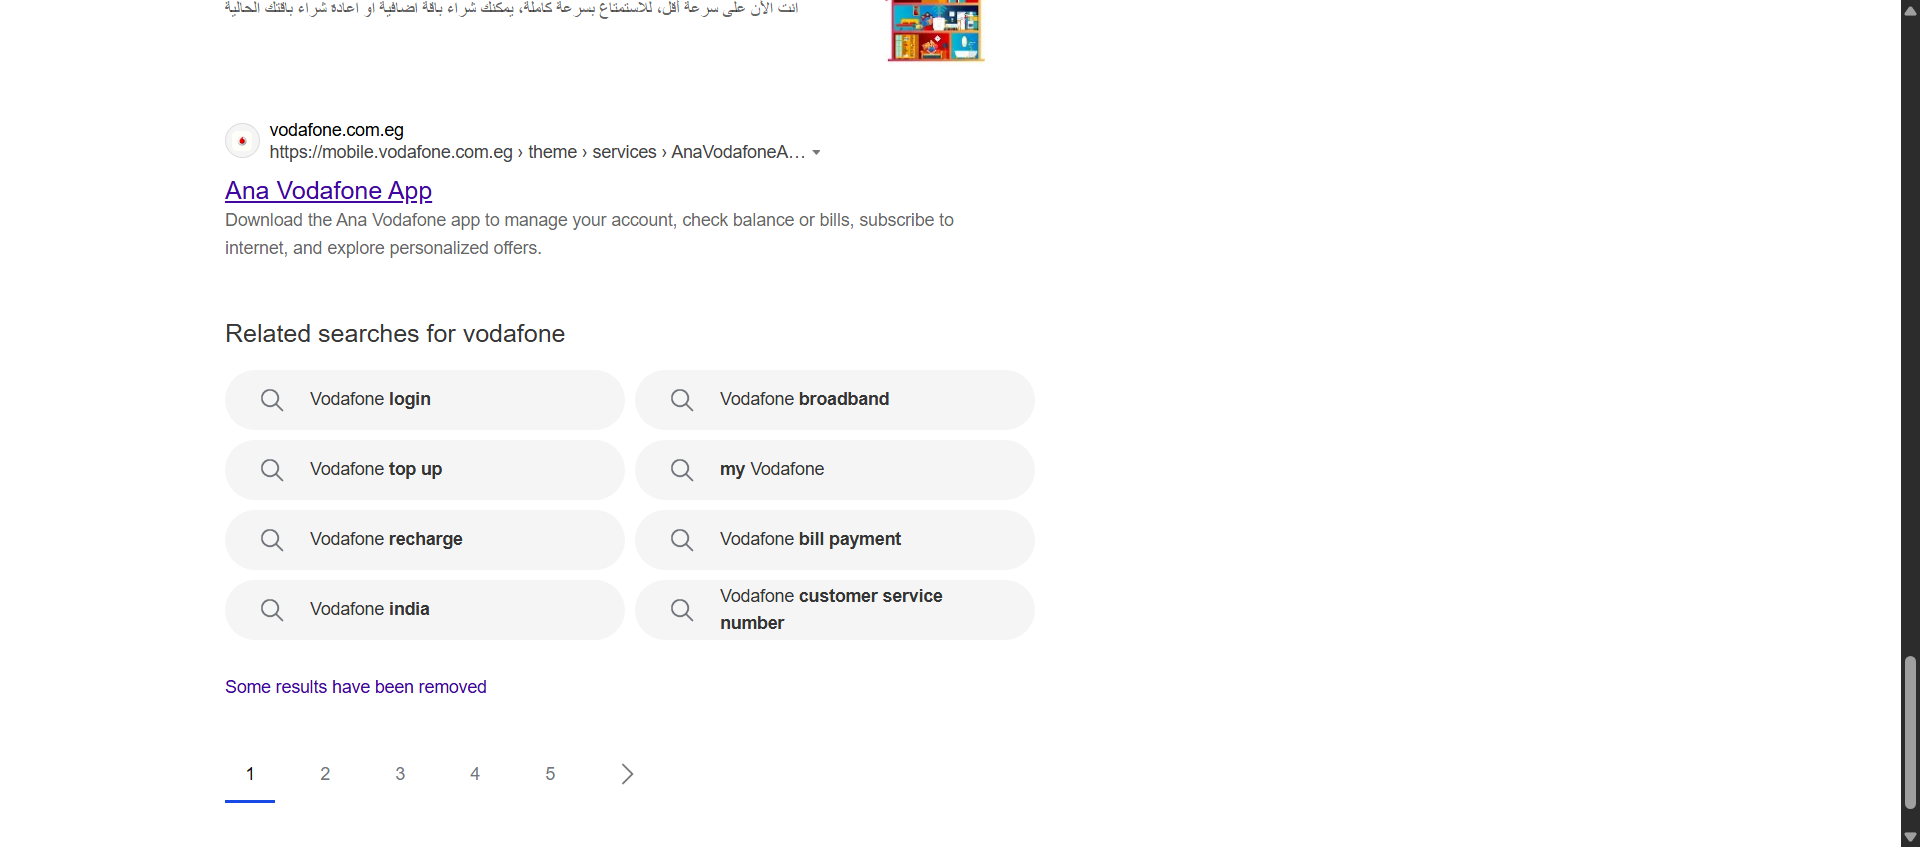 انت الآن على سرعة أقل، للاستمتاع بسرعة كاملة، يمكنك شراء باقة اضافية او اعادة شراء باقتك الحالية
vodafone.com.eg
https://mobile.vodafone.com.eg › theme › services › AnaVodafoneA...
Ana Vodafone App
Download the Ana Vodafone app to manage your account, check balance or bills, subscribe to
internet, and explore personalized offers.
Related searches for vodafone
Vodafone login
Vodafone broadband
Vodafone top up
my Vodafone
Vodafone recharge
Vodafone bill payment
Vodafone india
Vodafone customer service
number
Some results have been removed
1 2 3 4 5